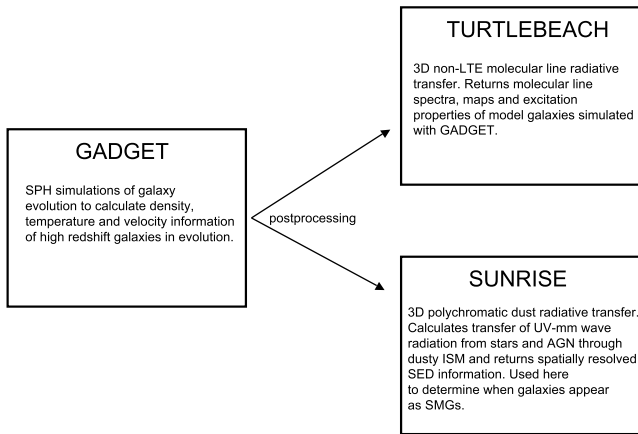 GADGET
SPH simulations of galaxy
evolution to calculate density,
temperature and velocity information
of high redshift galaxies in evolution.
postprocessing
TURTLEBEACH
3D non-LTE molecular line radiative
transfer. Returns molecular line
spectra, maps and excitation
properties of model galaxies simulated
with GADGET.
SUNRISE
3D polychromatic dust radiative transfer.
Calculates transfer of UV-mm wave
radiation from stars and AGN through
dusty ISM and returns spatially resolved
SED information. Used here
to determine when galaxies appear
as SMGs.